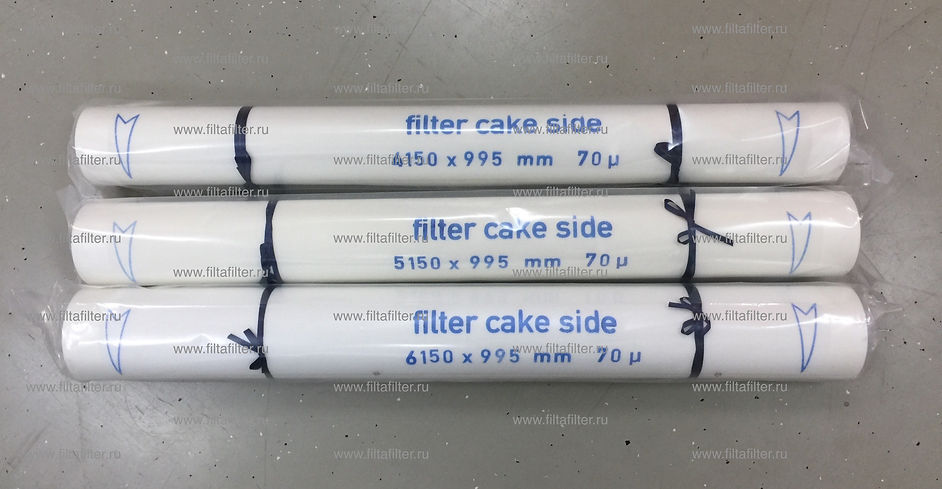 filter cake side
4150 x 995 mm 70 µ
filter cake side
5150 x 995 mm 70 µ
filter cake side
6150 x 995 mm 70 µ
www.filtafilter.ru